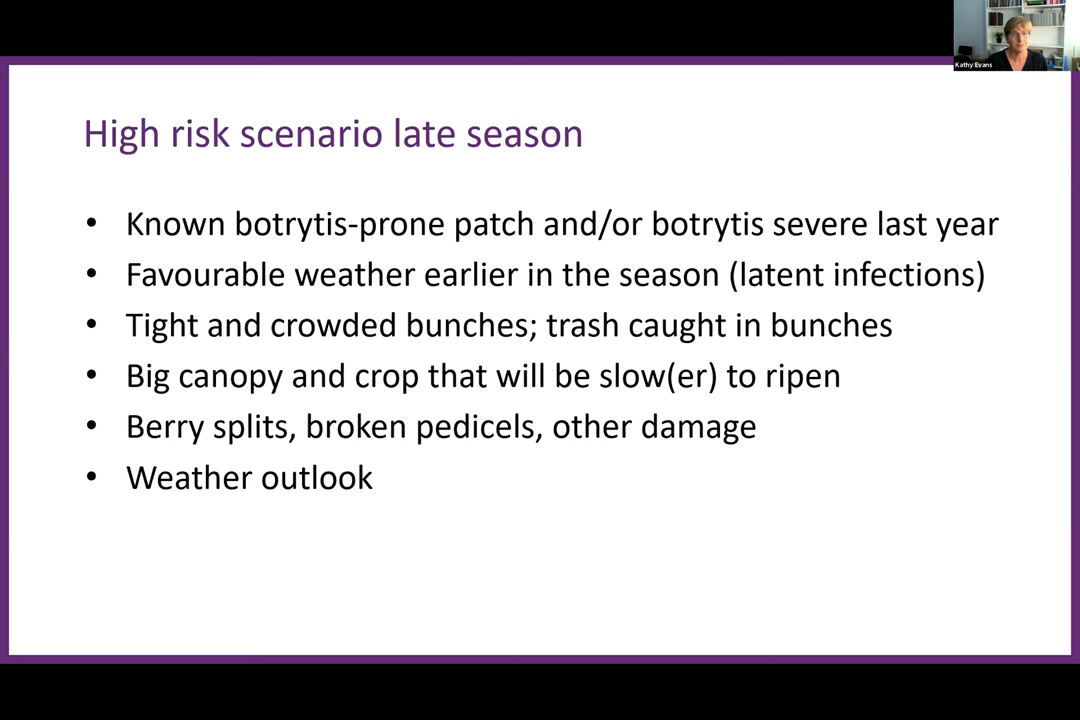 Kathy Evans
High risk scenario late season
• Known botrytis-prone patch and/or botrytis severe last year
• Favourable weather earlier in the season (latent infections)
• Tight and crowded bunches; trash caught in bunches
• Big canopy and crop that will be slow(er) to ripen
• Berry splits, broken pedicels, other damage
• Weather outlook